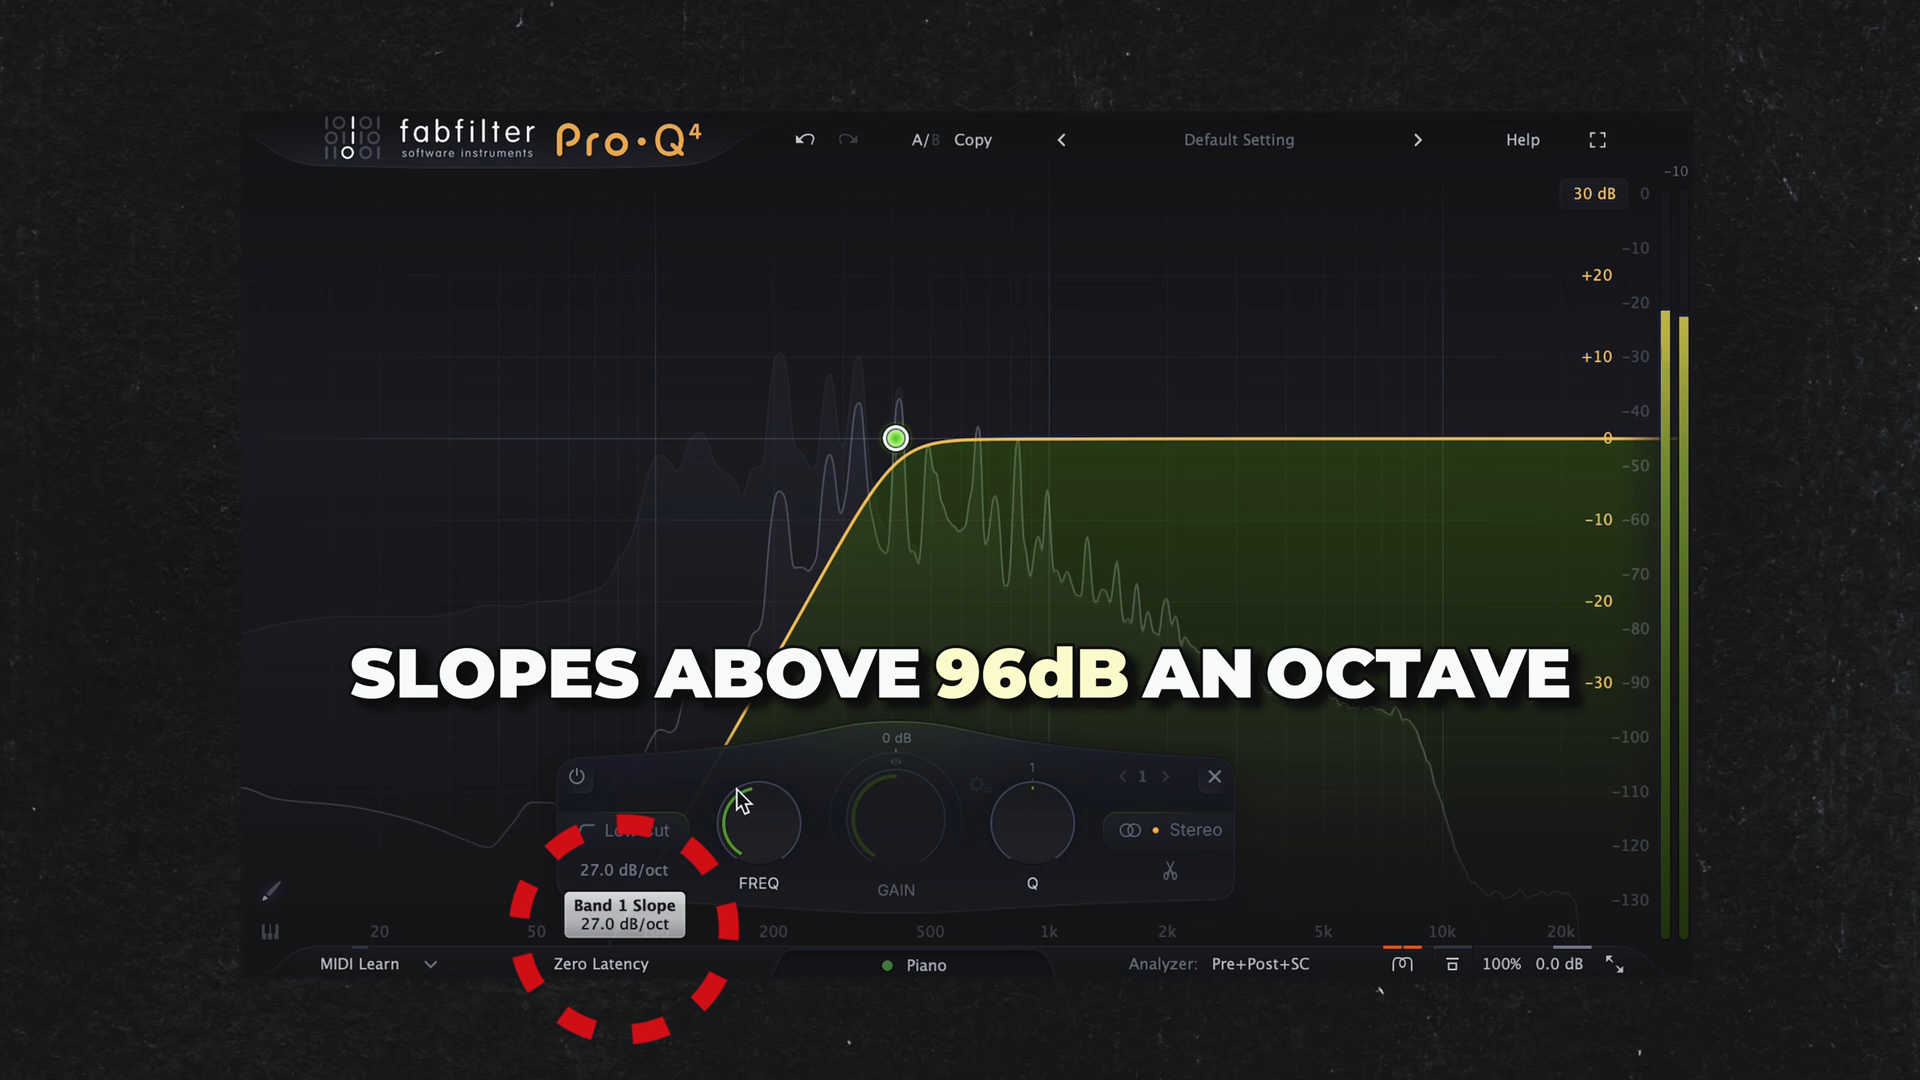 fabfilter
software instruments
Pro·Q4
A/B Copy
Default Setting
Help
-10
30 dB 0
-10
+20
-20
+10 -30
-40
0
-50
-10 -60
-70
-20
-80
SLOPES ABOVE 96dB AN OCTAVE
-30 -90
-100
0 dB
1
1
-110
Low Cut
Stereo
-120
27.0 dB/oct
FREQ
GAIN
Q
-130
Band 1 Slope
27.0 dB/oct
20 50 100 200 500 1k 2k 5k 10k 20k
MIDI Learn
Zero Latency
Piano
Analyzer: Pre+Post+SC
100% 0.0 dB